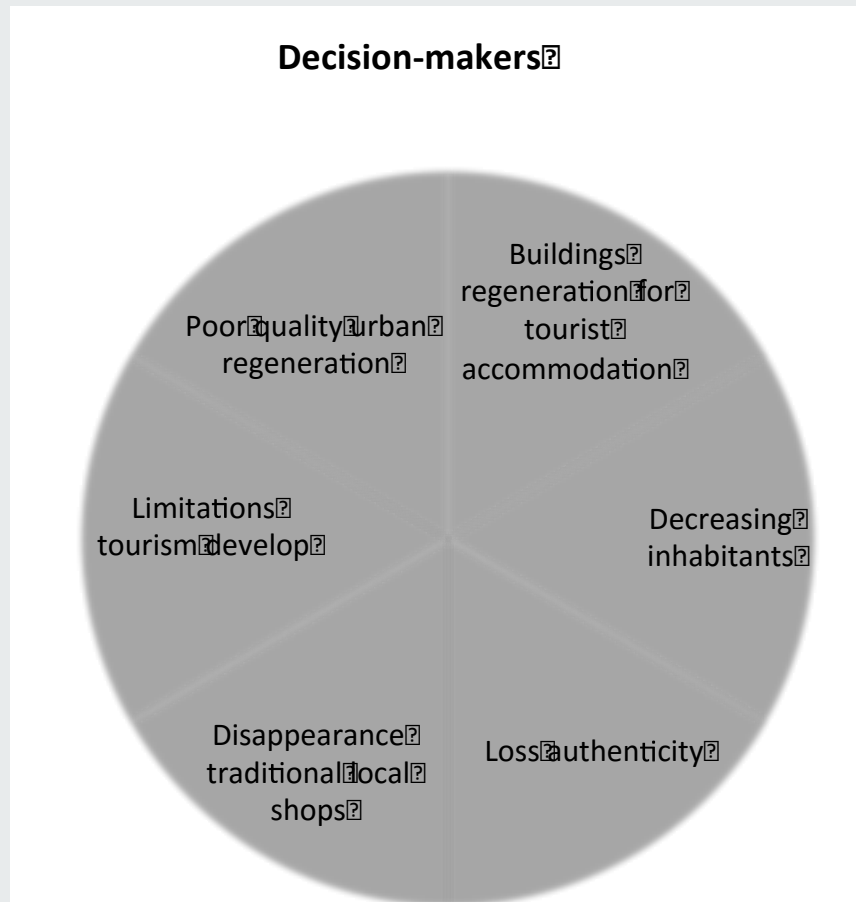 Decision-makers⍰
Buildings⍰
regeneration⍰for⍰
tourist⍰
accommodation⍰
Poor⍰quality⍰urban⍰
regeneration⍰
Limitations⍰
tourism⍰develop⍰
Decreasing⍰
inhabitants⍰
Disappearance⍰
traditional⍰local⍰
shops⍰
Loss⍰authenticity⍰